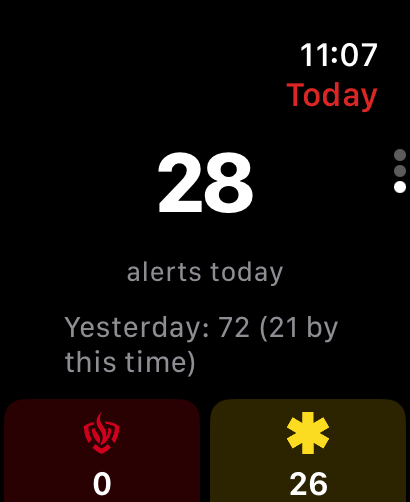 11:07
Today
28
alerts today
Yesterday: 72 (21 by
this time)
0
26